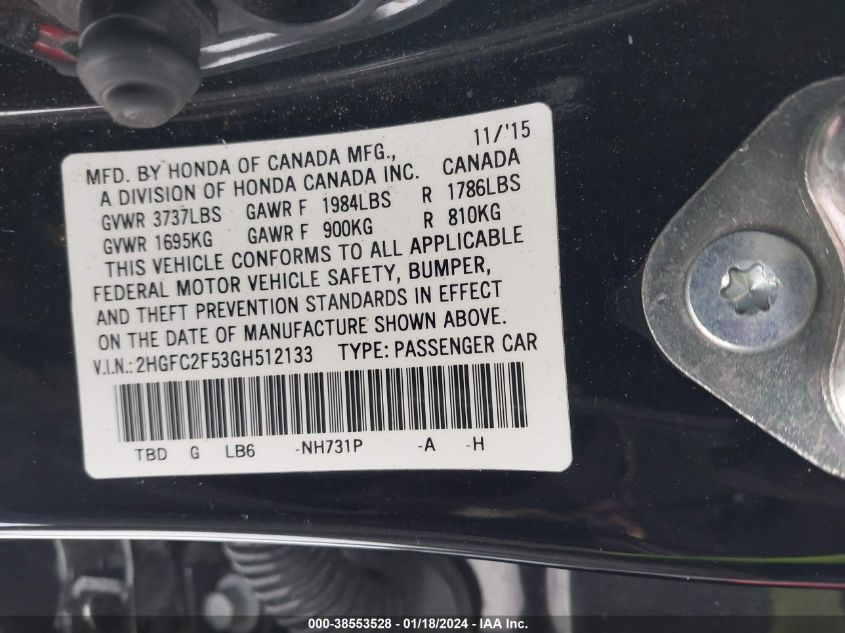 11/'15
MFD. BY HONDA OF CANADA MFG.,
A DIVISION OF HONDA CANADA INC. CANADA
GVWR 3737LBS GAWR F 1984LBS R 1786LBS
GVWR 1695KG GAWR F 900KG R 810KG
THIS VEHICLE CONFORMS TO ALL APPLICABLE
FEDERAL MOTOR VEHICLE SAFETY, BUMPER,
AND THEFT PREVENTION STANDARDS IN EFFECT
ON THE DATE OF MANUFACTURE SHOWN ABOVE.
V.I.N.:2HGFC2F53GH512133 TYPE:PASSENGER CAR
TBD G LB6 -NH731P -A -H
000-38553528 - 01/18/2024 - IAA Inc.